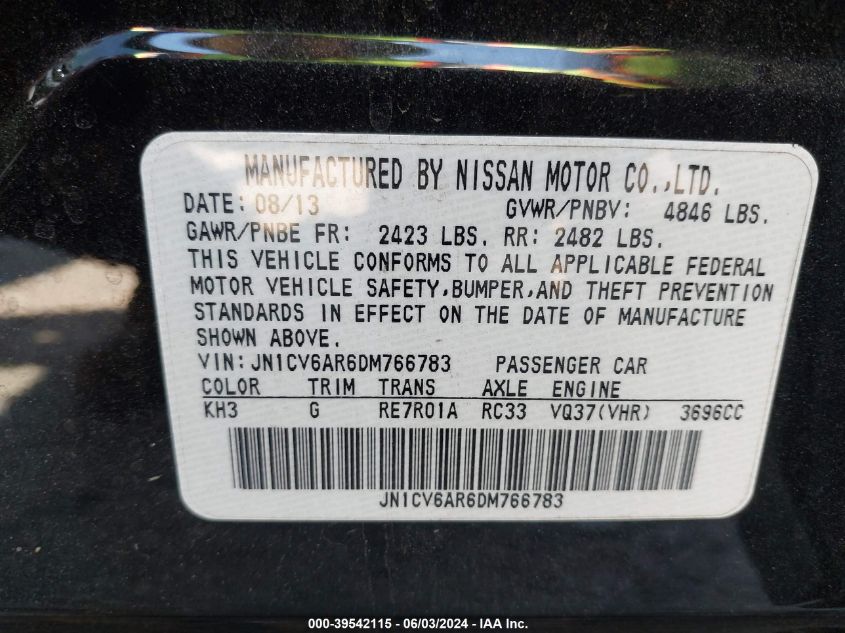 MANUFACTURED BY NISSAN MOTOR CO.,LTD.
DATE: 08/13 GVWR/PNBV: 4846 LBS.
GAWR/PNBE FR: 2423 LBS. RR: 2482 LBS.
THIS VEHICLE CONFORMS TO ALL APPLICABLE FEDERAL
MOTOR VEHICLE SAFETY,BUMPER,AND THEFT PREVENTION
STANDARDS IN EFFECT ON THE DATE OF MANUFACTURE
SHOWN ABOVE.
VIN: JN1CV6AR6DM766783 PASSENGER CAR
COLOR TRIM TRANS AXLE ENGINE
KH3 G RE7R01A RC33 VQ37(VHR) 3696CC
JN1CV6AR6DM766783
000-39542115 - 06/03/2024 - IAA Inc.